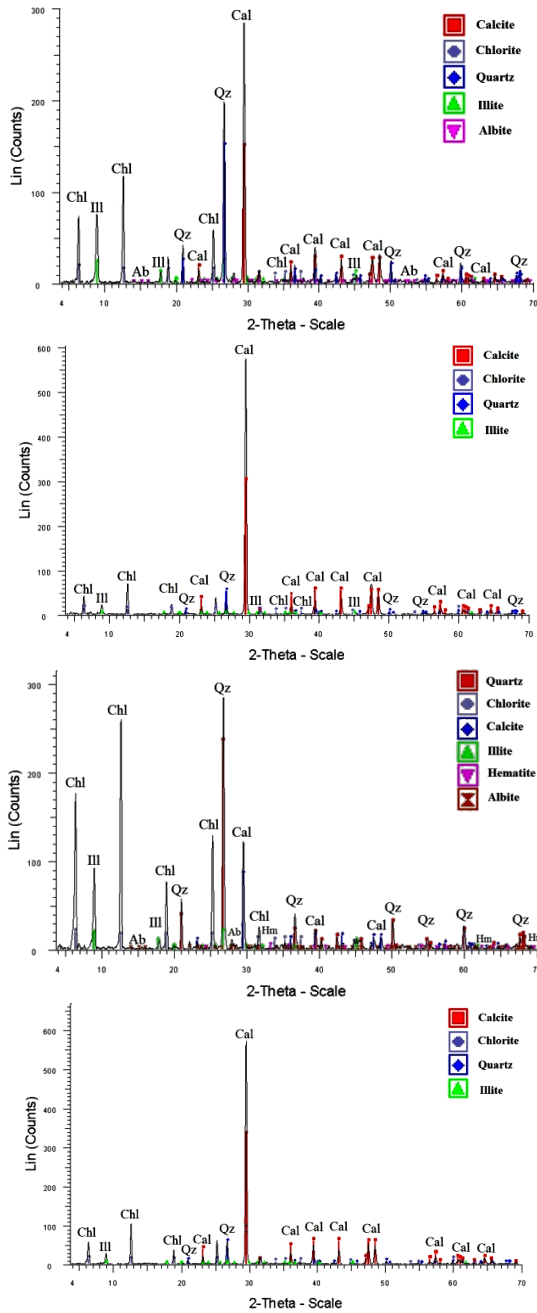 Cal
Calcite
300
Chlorite
Quartz
Qz
Illite
200
Albite
Lin (Counts)
Chl
100
Chl
Ill
Chl
Qz
Cal
Cal
Cal
Cal
Qz
Qz
Ill
Cal
Chl
Ill
Ab
Ab
Cal
0
4 10 20 30 40 50 60 70
2-Theta - Scale
600
Cal
Calcite
500
Chlorite
Quartz
400
Illite
Lin (Counts)
300
200
100
Chl
Chl
Ill
Chl
Qz
Cal
Qz
Ill
Cal
Chl
Chl
Cal
Cal
Ill
Cal
Qz
Qz
Cal
Cal
Qz
0
4 10 20 30 40 50 60 70
2-Theta - Scale
Quartz
Qz
300
Chlorite
Chl
Calcite
Illite
Hematite
200
Chl
Albite
Lin (Counts)
Chl
Cal
100
Ill
Chl
Qz
Ill
Ab
Ab
Chl
Hm
Qz
Cal
Cal
Qz
Qz
Qz
Hm
Qz
0
4 10 20 30 40 50 60 70
2-Theta - Scale
Cal
Calcite
600
Chlorite
500
Quartz
Illite
400
Lin (Counts)
300
200
100
Chl
Chl
Ill
Chl
Qz
Cal
Qz
Cal
Cal
Cal
Cal
Cal
Qz
Cal
0
10 20 30 40 50 60 70
2-Theta - Scale